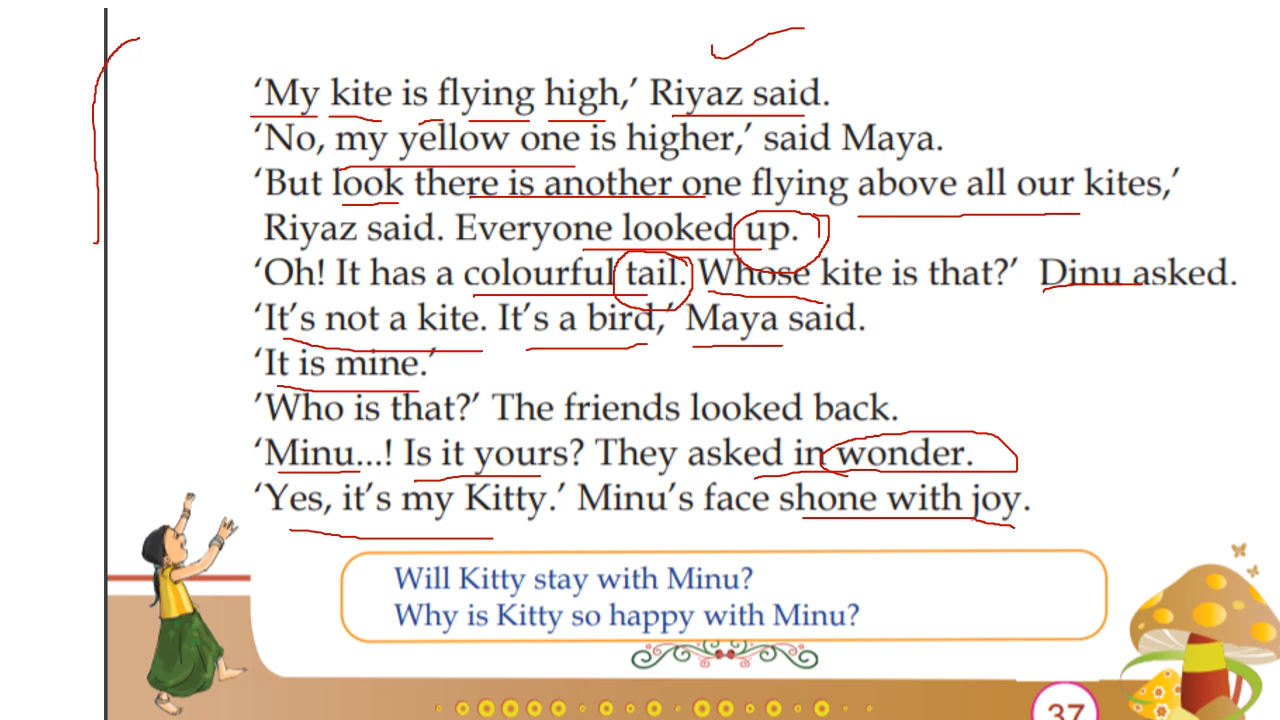 ‘My kite is flying high,’ Riyaz said.
‘No, my yellow one is higher,’ said Maya.
‘But look there is another one flying above all our kites,’
Riyaz said. Everyone looked up.
‘Oh! It has a colourful tail. Whose kite is that?’ Dinu asked.
‘It’s not a kite. It’s a bird,’ Maya said.
‘It is mine.’
’Who is that?’ The friends looked back.
‘Minu...! Is it yours? They asked in wonder.
‘Yes, it’s my Kitty.’ Minu’s face shone with joy.
Will Kitty stay with Minu?
Why is Kitty so happy with Minu?
37